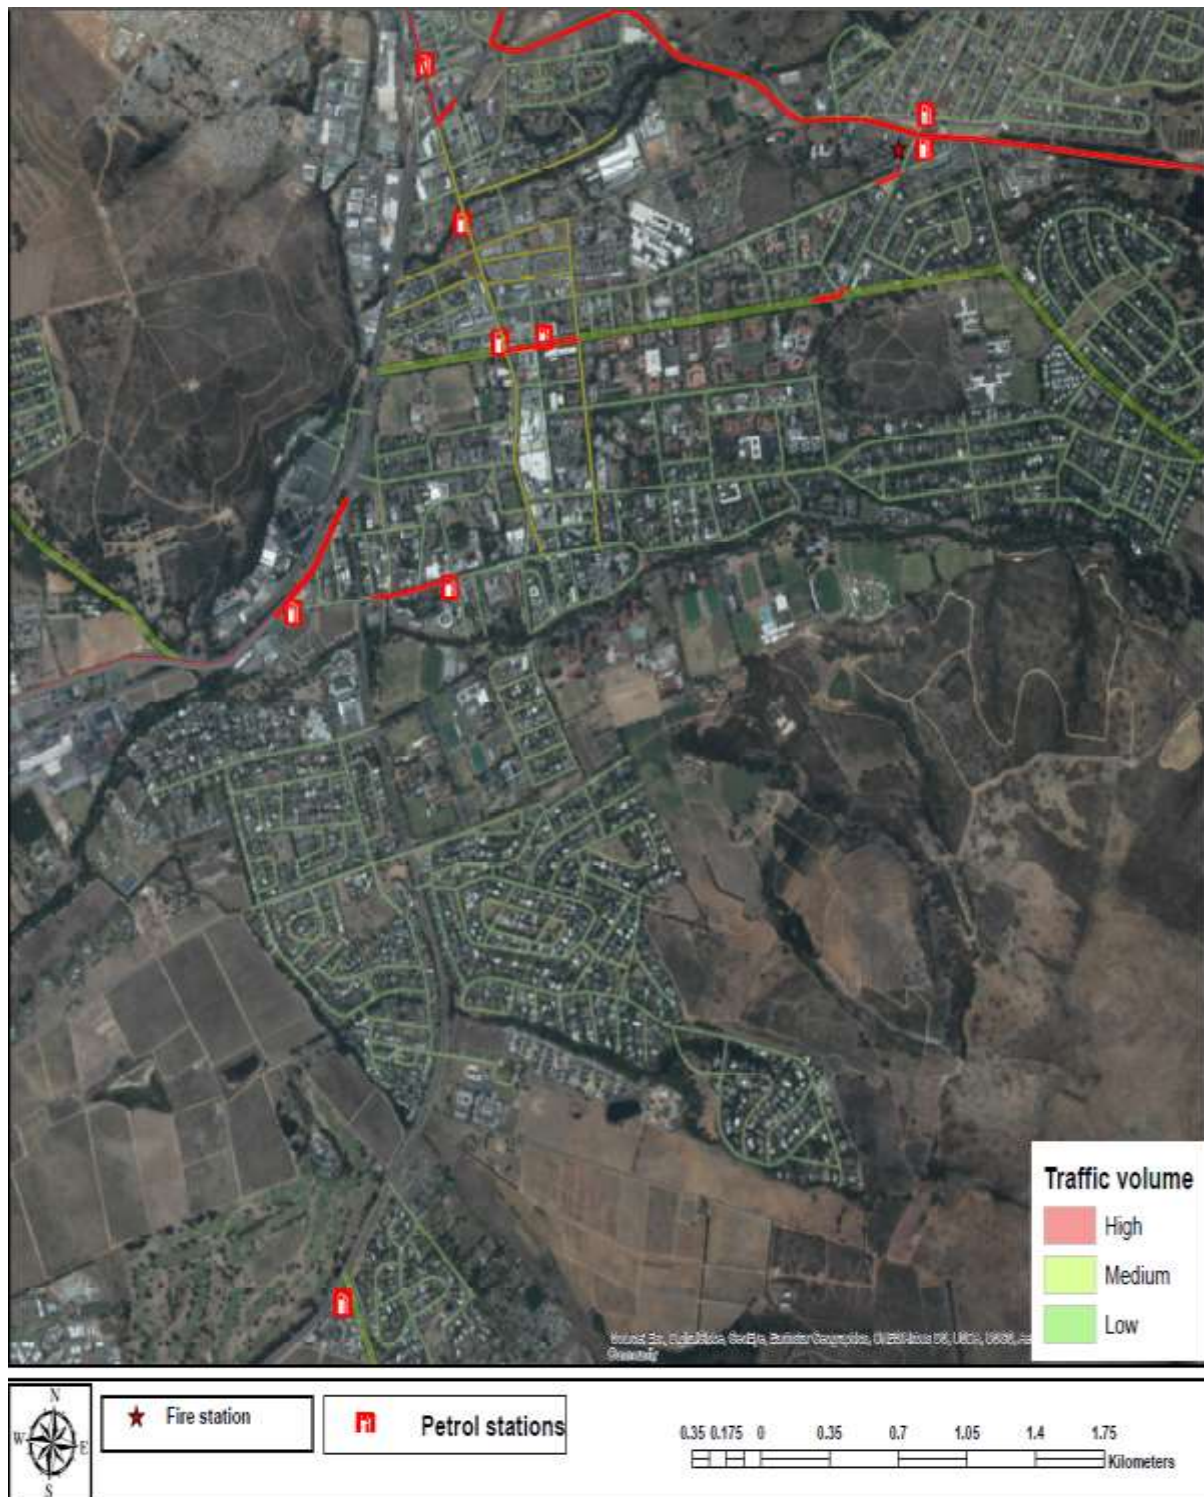 Traffic volume
High
Medium
Low
N
W E
S
Fire station
Petrol stations
0.35 0.175 0 0.35 0.7 1.05 1.4 1.75
Kilometers